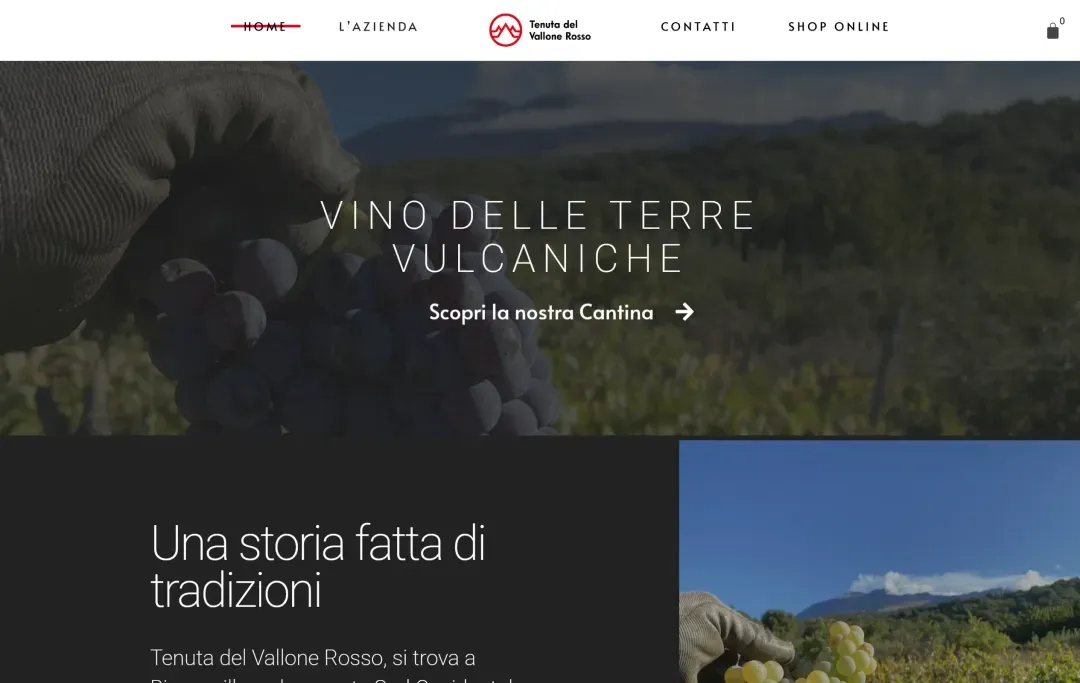 HOME
L'AZIENDA
Tenuta del
Vallone Rosso
CONTATTI
SHOP ONLINE
0
VINO DELLE TERRE
VULCANICHE
Scopri la nostra Cantina
Una storia fatta di
tradizioni
Tenuta del Vallone Rosso, si trova a